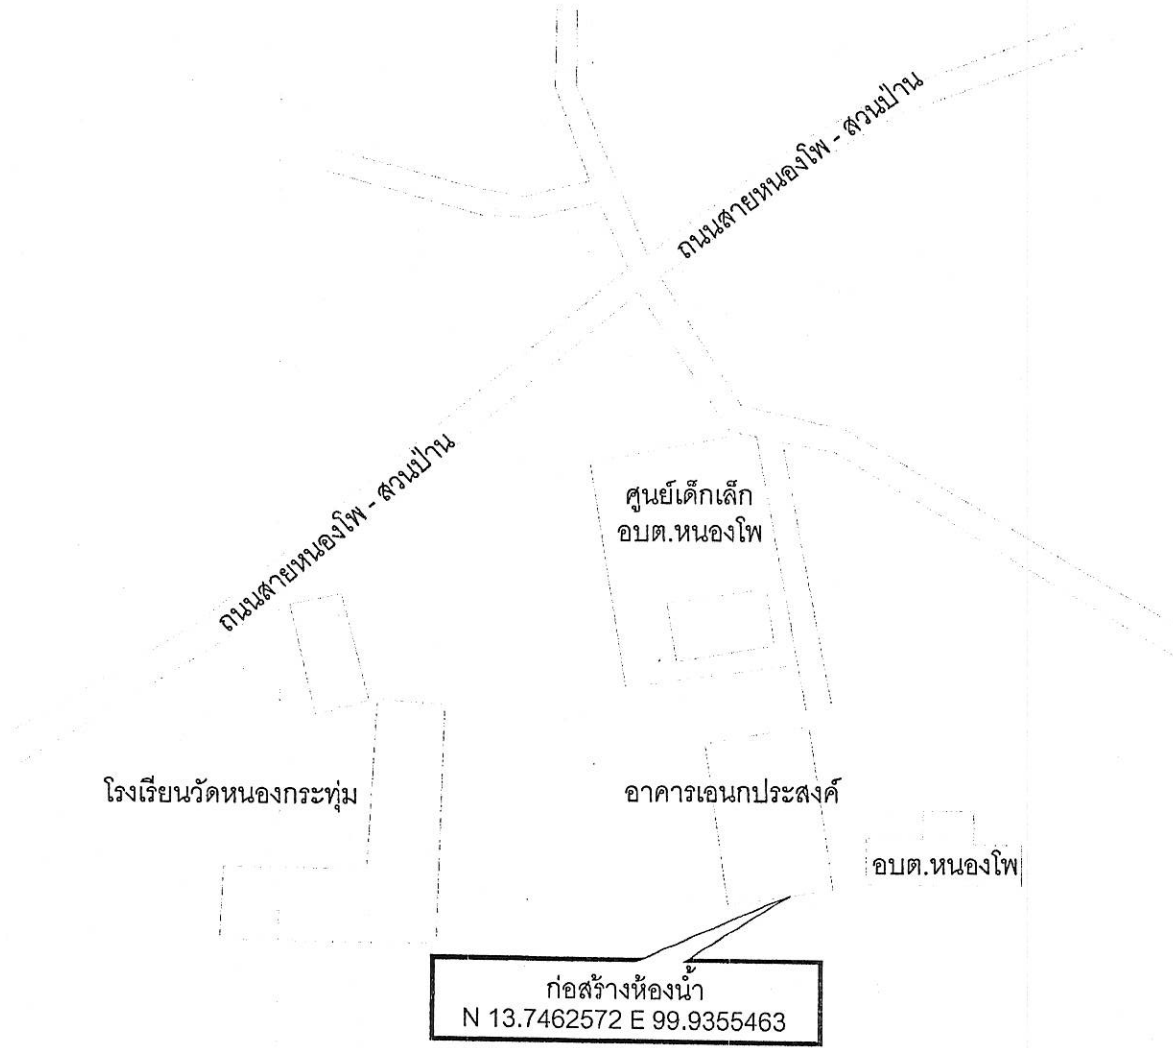 ถนนสายหนองโพ - สวนป่าน
ถนนสายหนองโพ - สวนป่าน
ศูนย์เด็กเล็ก
อบต.หนองโพ
โรงเรียนวัดหนองกระทุ่ม
อาคารเอนกประสงค์
อบต.หนองโพ
ก่อสร้างห้องน้ำ
N 13.7462572 E 99.9355463